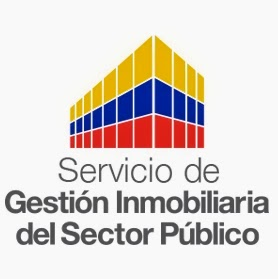 Servicio de
Gestión Inmobiliaria
del Sector Público